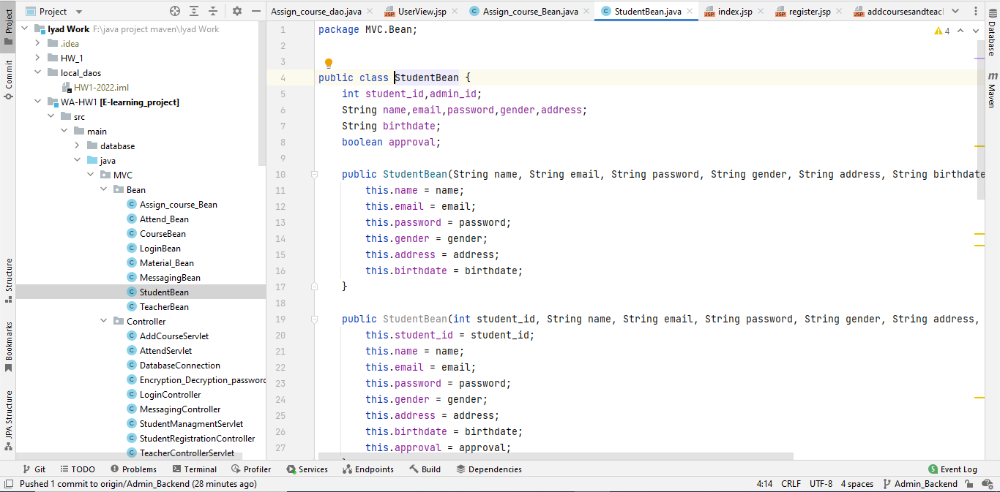 Project
Assign_course_dao.java
UserView.jsp
Assign_course_Bean.java
StudentBean.java
index.jsp
register.jsp
addcoursesandteacl
Project
Commit
Structure
Bookmarks
JPA Structure
Iyad Work F:\java project maven\Iyad Work
.idea
HW_1
local_daos
HW1-2022.iml
WA-HW1 [E-learning_project]
src
main
database
java
MVC
Bean
Assign_course_Bean
Attend_Bean
CourseBean
LoginBean
Material_Bean
MessagingBean
StudentBean
TeacherBean
Controller
AddCourseServlet
AttendServlet
DatabaseConnection
Encryption_Decryption_password
LoginController
MessagingController
StudentManagmentServlet
StudentRegistrationController
TeacherControllerServlet
1 package MVC.Bean;
2
3
4 public class StudentBean {
5 int student_id,admin_id;
6 String name,email,password,gender,address;
7 String birthdate;
8 boolean approval;
9
10 public StudentBean(String name, String email, String password, String gender, String address, String birthdate
11 this.name = name;
12 this.email = email;
13 this.password = password;
14 this.gender = gender;
15 this.address = address;
16 this.birthdate = birthdate;
17 }
18
19 public StudentBean(int student_id, String name, String email, String password, String gender, String address,
20 this.student_id = student_id;
21 this.name = name;
22 this.email = email;
23 this.password = password;
24 this.gender = gender;
25 this.address = address;
26 this.birthdate = birthdate;
27 this.approval = approval;
4
Database
Maven
Git
TODO
Problems
Terminal
Profiler
Services
Endpoints
Build
Dependencies
5 Event Log
Pushed 1 commit to origin/Admin_Backend (28 minutes ago)
4:14 CRLF UTF-8 4 spaces Admin_Backend